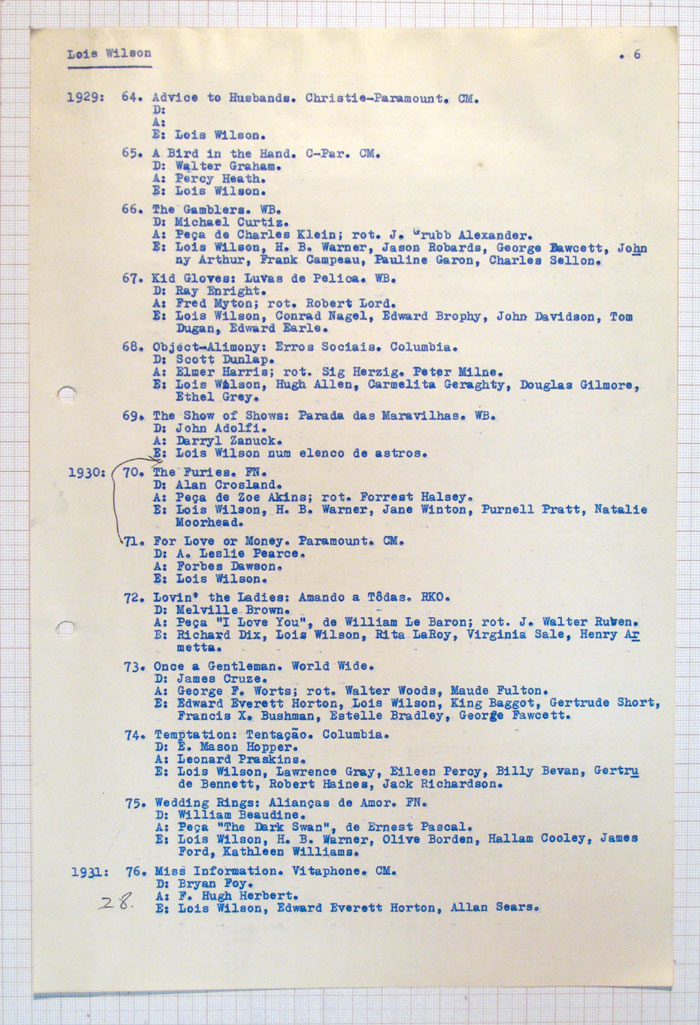 Lois Wilson . 6
1929: 64. Advice to Husbands. Christie-Paramount. CM.
D:
A:
E: Lois Wilson.
65. A Bird in the Hand. C-Par. CM.
D: Walter Graham.
A: Percy Heath.
E: Lois Wilson.
66. The Gamblers. WB.
D: Michael Curtiz.
A: Peça de Charles Klein; rot. J. Grubb Alexander.
E: Lois Wilson, H. B. Warner, Jason Robards, George Fawcett, John
ny Arthur, Frank Campeau, Pauline Garon, Charles Sellon.
67. Kid Gloves: Luvas de Pelica. WB.
D: Ray Enright.
A: Fred Myton; rot. Robert Lord.
E: Lois Wilson, Conrad Nagel, Edward Brophy, John Davidson, Tom
Dugan, Edward Earle.
68. Object-Alimony: Erros Sociais. Columbia.
D: Scott Dunlap.
A: Elmer Harris; rot. Sig Herzig. Peter Milne.
E: Lois Wilson, Hugh Allen, Carmelita Geraghty, Douglas Gilmore,
Ethel Grey.
69. The Show of Shows: Parada das Maravilhas. WB.
D: John Adolfi.
A: Darryl Zanuck.
E: Lois Wilson num elenco de astros.
1930: 70. The Furies. FN.
D: Alan Crosland.
A: Peça de Zoe Akins; rot. Forrest Halsey.
E: Lois Wilson, H. B. Warner, Jane Winton, Purnell Pratt, Natalie
Moorhead.
71. For Love or Money. Paramount. CM.
D: A. Leslie Pearce.
A: Forbes Dawson.
E: Lois Wilson.
72. Lovin' the Ladies: Amando a Tôdas. RKO.
D: Melville Brown.
A: Peça "I Love You", de William Le Baron; rot. J. Walter Ruben.
E: Richard Dix, Lois Wilson, Rita LaRoy, Virginia Sale, Henry Ar
metta.
73. Once a Gentleman. World Wide.
D: James Cruze.
A: George F. Worts; rot. Walter Woods, Maude Fulton.
E: Edward Everett Horton, Lois Wilson, King Baggot, Gertrude Short,
Francis X. Bushman, Estelle Bradley, George Fawcett.
74. Temptation: Tentação. Columbia.
D: E. Mason Hopper.
A: Leonard Praskins.
E: Lois Wilson, Lawrence Gray, Eileen Percy, Billy Bevan, Gertru
de Bennett, Robert Haines, Jack Richardson.
75. Wedding Rings: Alianças de Amor. FN.
D: William Beaudine.
A: Peça "The Dark Swan", de Ernest Pascal.
E: Lois Wilson, H. B. Warner, Olive Borden, Hallam Cooley, James
Ford, Kathleen Williams.
1931: 76. Miss Information. Vitaphone. CM.
D: Bryan Foy.
A: F. Hugh Herbert.
28.
E: Lois Wilson, Edward Everett Horton, Allan Sears.